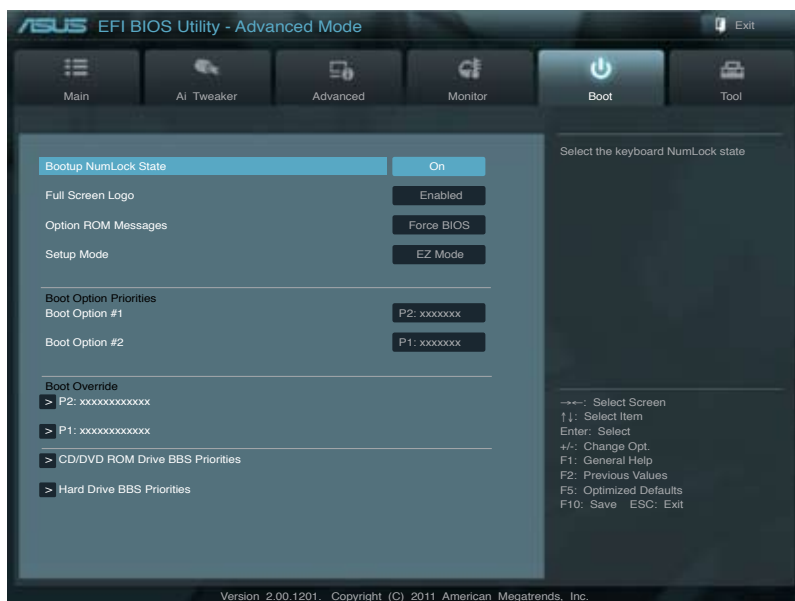 ASUS EFI BIOS Utility - Advanced Mode
Exit
Main Ai Tweaker Advanced Monitor Boot Tool
Select the keyboard NumLock state
Bootup NumLock State On
Full Screen Logo Enabled
Option ROM Messages Force BIOS
Setup Mode EZ Mode
Boot Option Priorities
Boot Option #1 P2: xxxxxxx
Boot Option #2 P1: xxxxxxx
Boot Override
> P2: xxxxxxxxxxxx
> P1: xxxxxxxxxxxx
> CD/DVD ROM Drive BBS Priorities
> Hard Drive BBS Priorities
→←: Select Screen
↑↓: Select Item
Enter: Select
+/-: Change Opt.
F1: General Help
F2: Previous Values
F5: Optimized Defaults
F10: Save ESC: Exit
Version 2.00.1201. Copyright (C) 2011 American Megatrends, Inc.